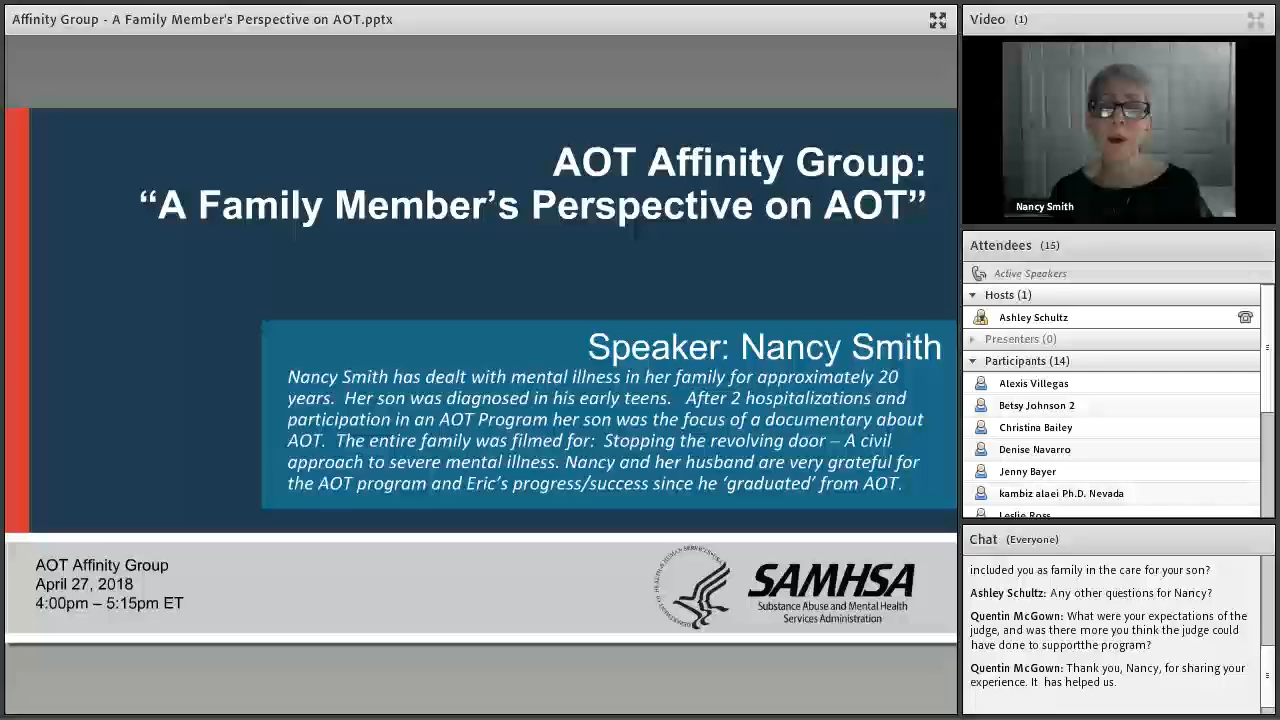 Affinity Group - A Family Member's Perspective on AOT.pptx
AOT Affinity Group:
“A Family Member’s Perspective on AOT”
Speaker: Nancy Smith
Nancy Smith has dealt with mental illness in her family for approximately 20
years.  Her son was diagnosed in his early teens.   After 2 hospitalizations and
participation in an AOT Program her son was the focus of a documentary about
AOT.  The entire family was filmed for:  Stopping the revolving door – A civil
approach to severe mental illness. Nancy and her husband are very grateful for
the AOT program and Eric’s progress/success since he ‘graduated’ from AOT.
AOT Affinity Group
April 27, 2018
4:00pm – 5:15pm ET
SAMHSA
Substance Abuse and Mental Health
Services Administration
Video (1)
Nancy Smith
Attendees (15)
Active Speakers
Hosts (1)
Ashley Schultz
Presenters (0)
Participants (14)
Alexis Villegas
Betsy Johnson 2
Christina Bailey
Denise Navarro
Jenny Bayer
kambiz alaei Ph.D. Nevada
Leslie Ross
Chat (Everyone)
included you as family in the care for your son?
Ashley Schultz: Any other questions for Nancy?
Quentin McGown: What were your expectations of the
judge, and was there more you think the judge could
have done to supportthe program?
Quentin McGown: Thank you, Nancy, for sharing your
experience. It  has helped us.